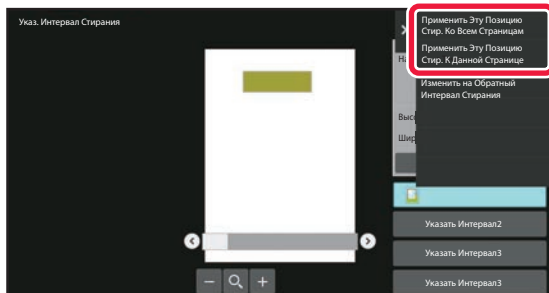 Указ. Интервал Стирания
Применить Эту Позицию
Стир. Ко Всем Страницам
Применить Эту Позицию
Стир. К Данной Странице
Изменить на Обратный
Интервал Стирания
Указать Интервал2
Указать Интервал3
Указать Интервал3